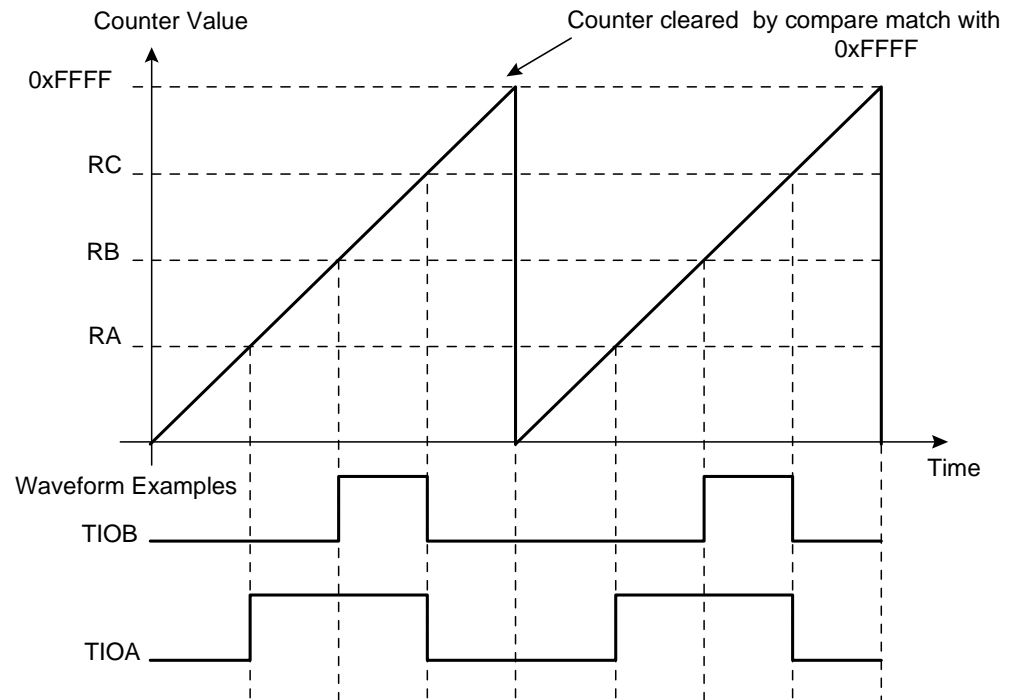 Counter Value
Counter cleared by compare match with
0xFFFF
0xFFFF
RC
RB
RA
Time
Waveform Examples
TIOB
TIOA